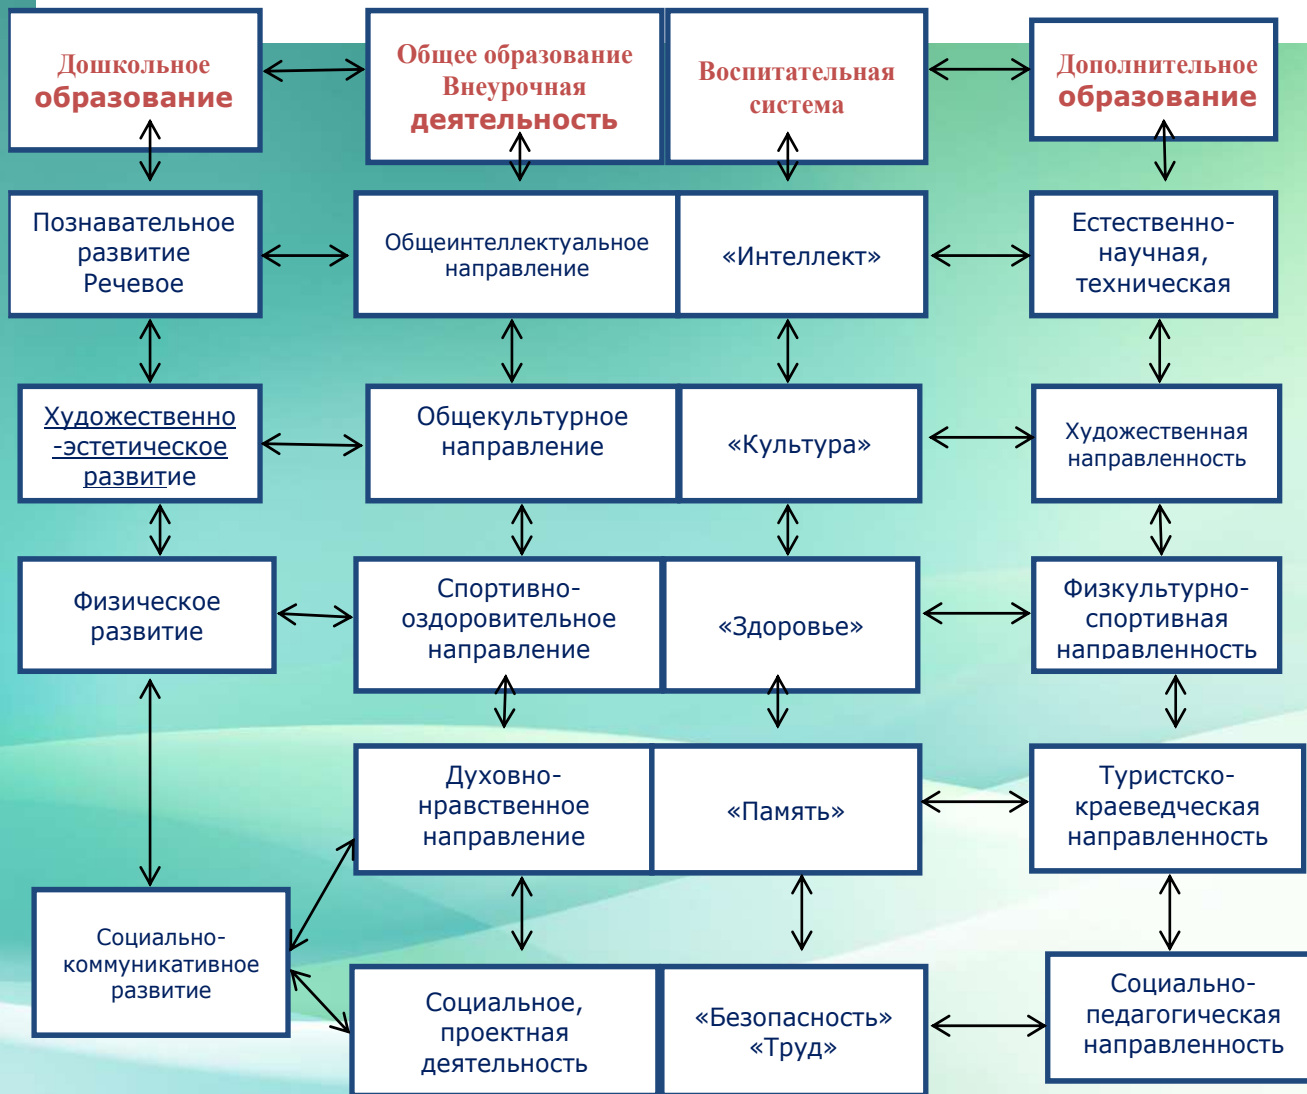 Дошкольное
образование
Общее образование
Внеурочная
деятельность
Воспитательная
система
Дополнительное
образование
Познавательное
развитие
Речевое
Общеинтеллектуальное
направление
«Интеллект»
Естественно-
научная,
техническая
Художественно
-эстетическое
развитие
Общекультурное
направление
«Культура»
Художественная
направленность
Физическое
развитие
Спортивно-
оздоровительное
направление
«Здоровье»
Физкультурно-
спортивная
направленность
Духовно-
нравственное
направление
«Память»
Туристско-
краеведческая
направленность
Социально-
коммуникативное
развитие
Социальное,
проектная
деятельность
«Безопасность»
«Труд»
Социально-
педагогическая
направленность